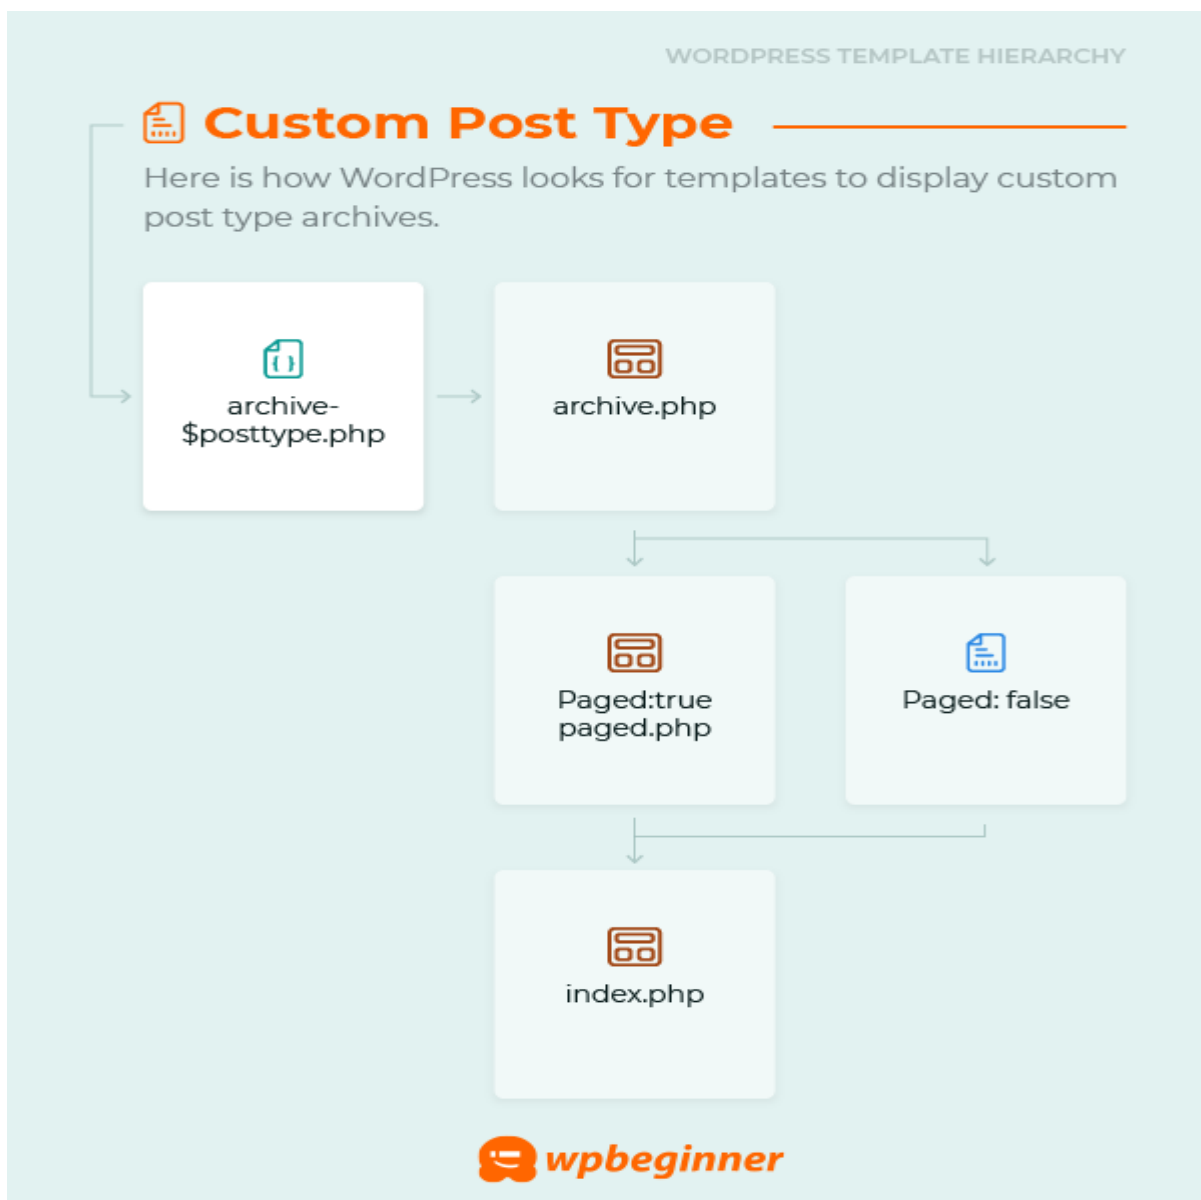 WORDPRESS TEMPLATE HIERARCHY
Custom Post Type
Here is how WordPress looks for templates to display custom
post type archives.
archive-
$posttype.php
archive.php
Paged:true
paged.php
Paged: false
index.php
wpbeginner